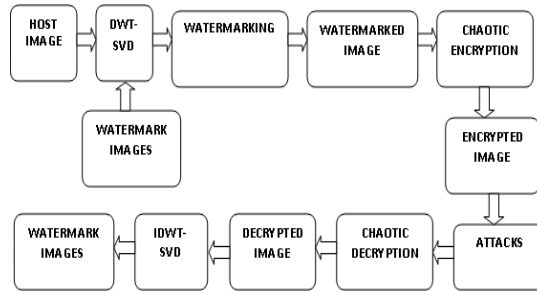 HOST
IMAGE
DWT-
SVD
WATERMARKING
WATERMARKED
IMAGE
CHAOTIC
ENCRYPTION
WATERMARK
IMAGES
ENCRYPTED
IMAGE
WATERMARK
IMAGES
IDWT-
SVD
DECRYPTED
IMAGE
CHAOTIC
DECRYPTION
ATTACKS